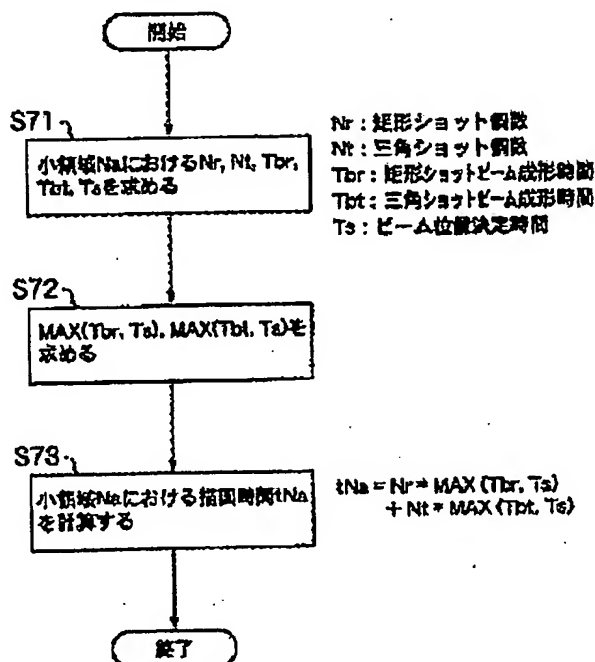 開始
S71
小領域NaにおけるNr, Nt, Tbr,
Tbt, Tsを求める
Nr : 矩形ショット個数
Nt : 三角ショット個数
Tbr : 矩形ショットビーム成形時間
Tbt : 三角ショットビーム成形時間
Ts : ビーム位置決定時間
S72
MAX(Tbr, Ts), MAX(Tbt, Ts)を
求める
S73
小領域Naにおける描画時間tNa
を計算する
tNa = Nr * MAX (Tbr, Ts)
+ Nt * MAX (Tbt, Ts)
終了